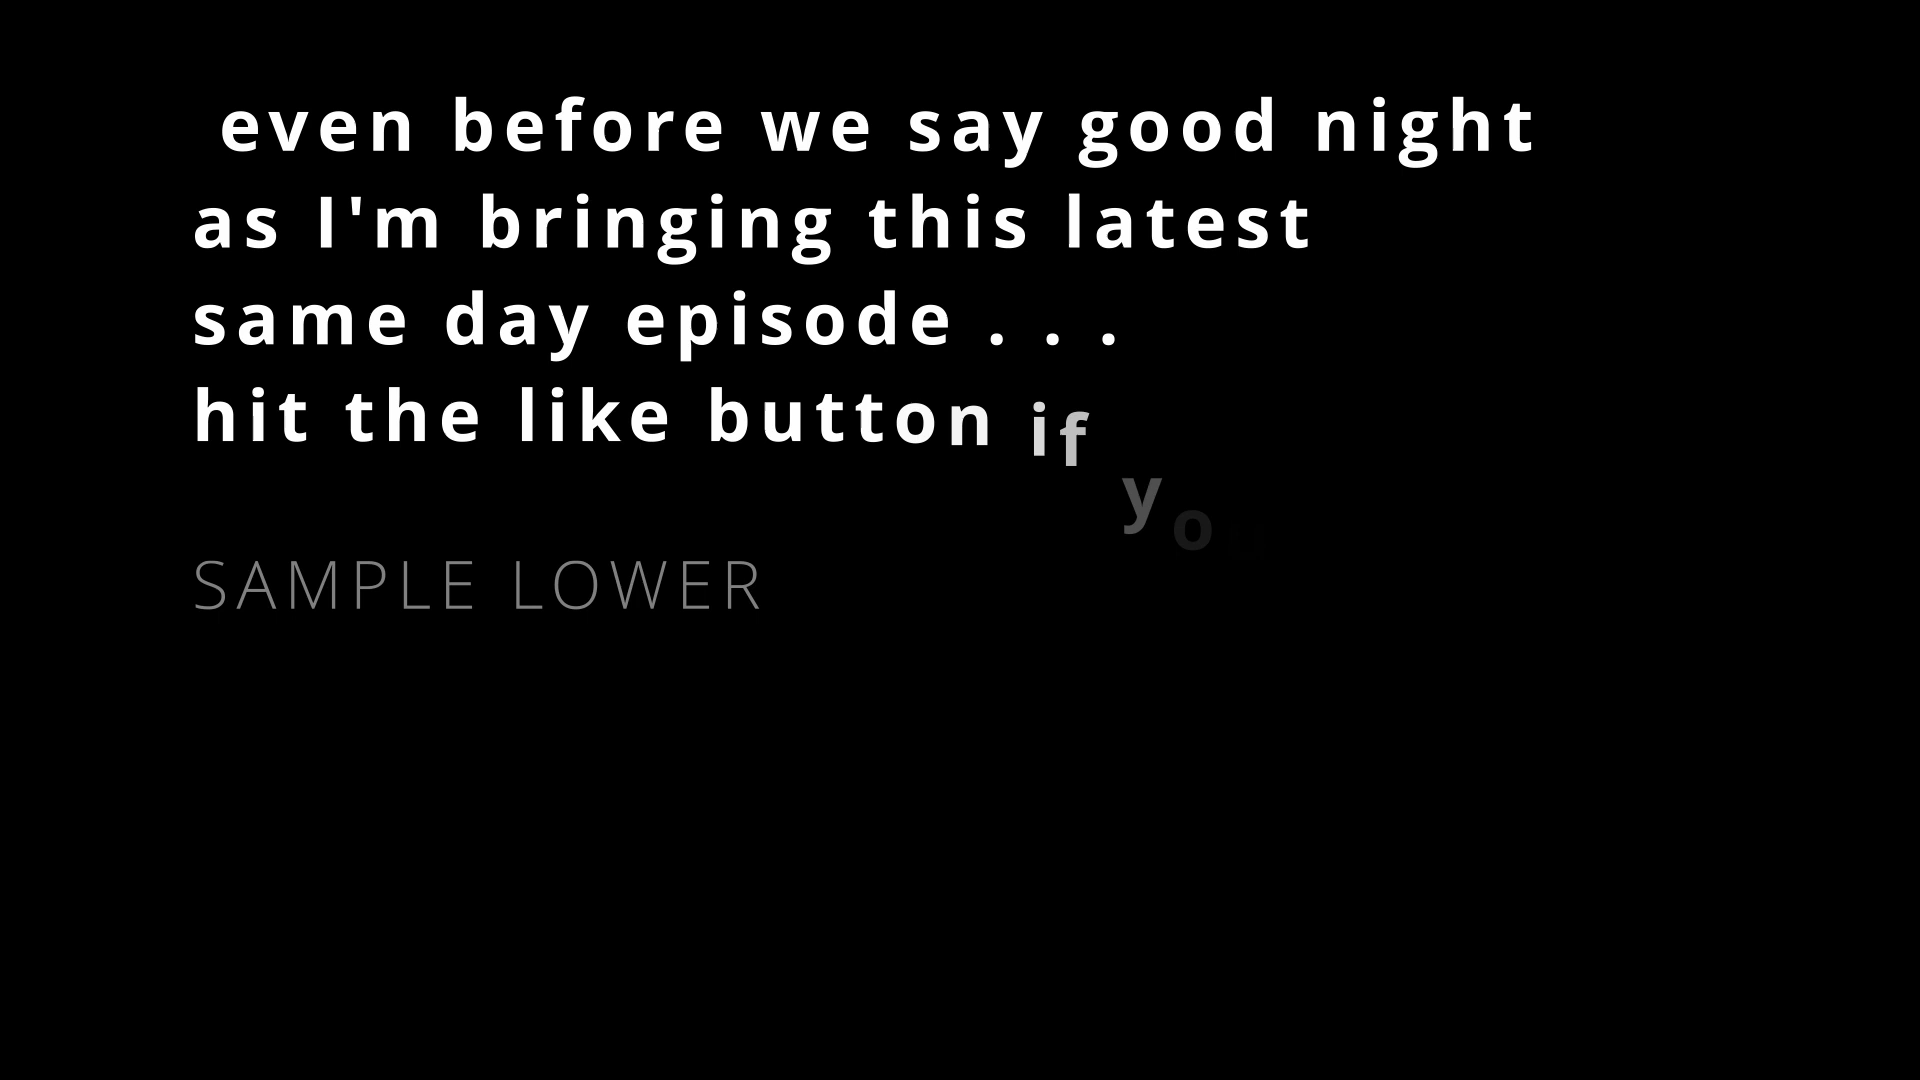 even before we say good night
as I'm bringing this latest
same day episode . . .
hit the like button if you
SAMPLE LOWER